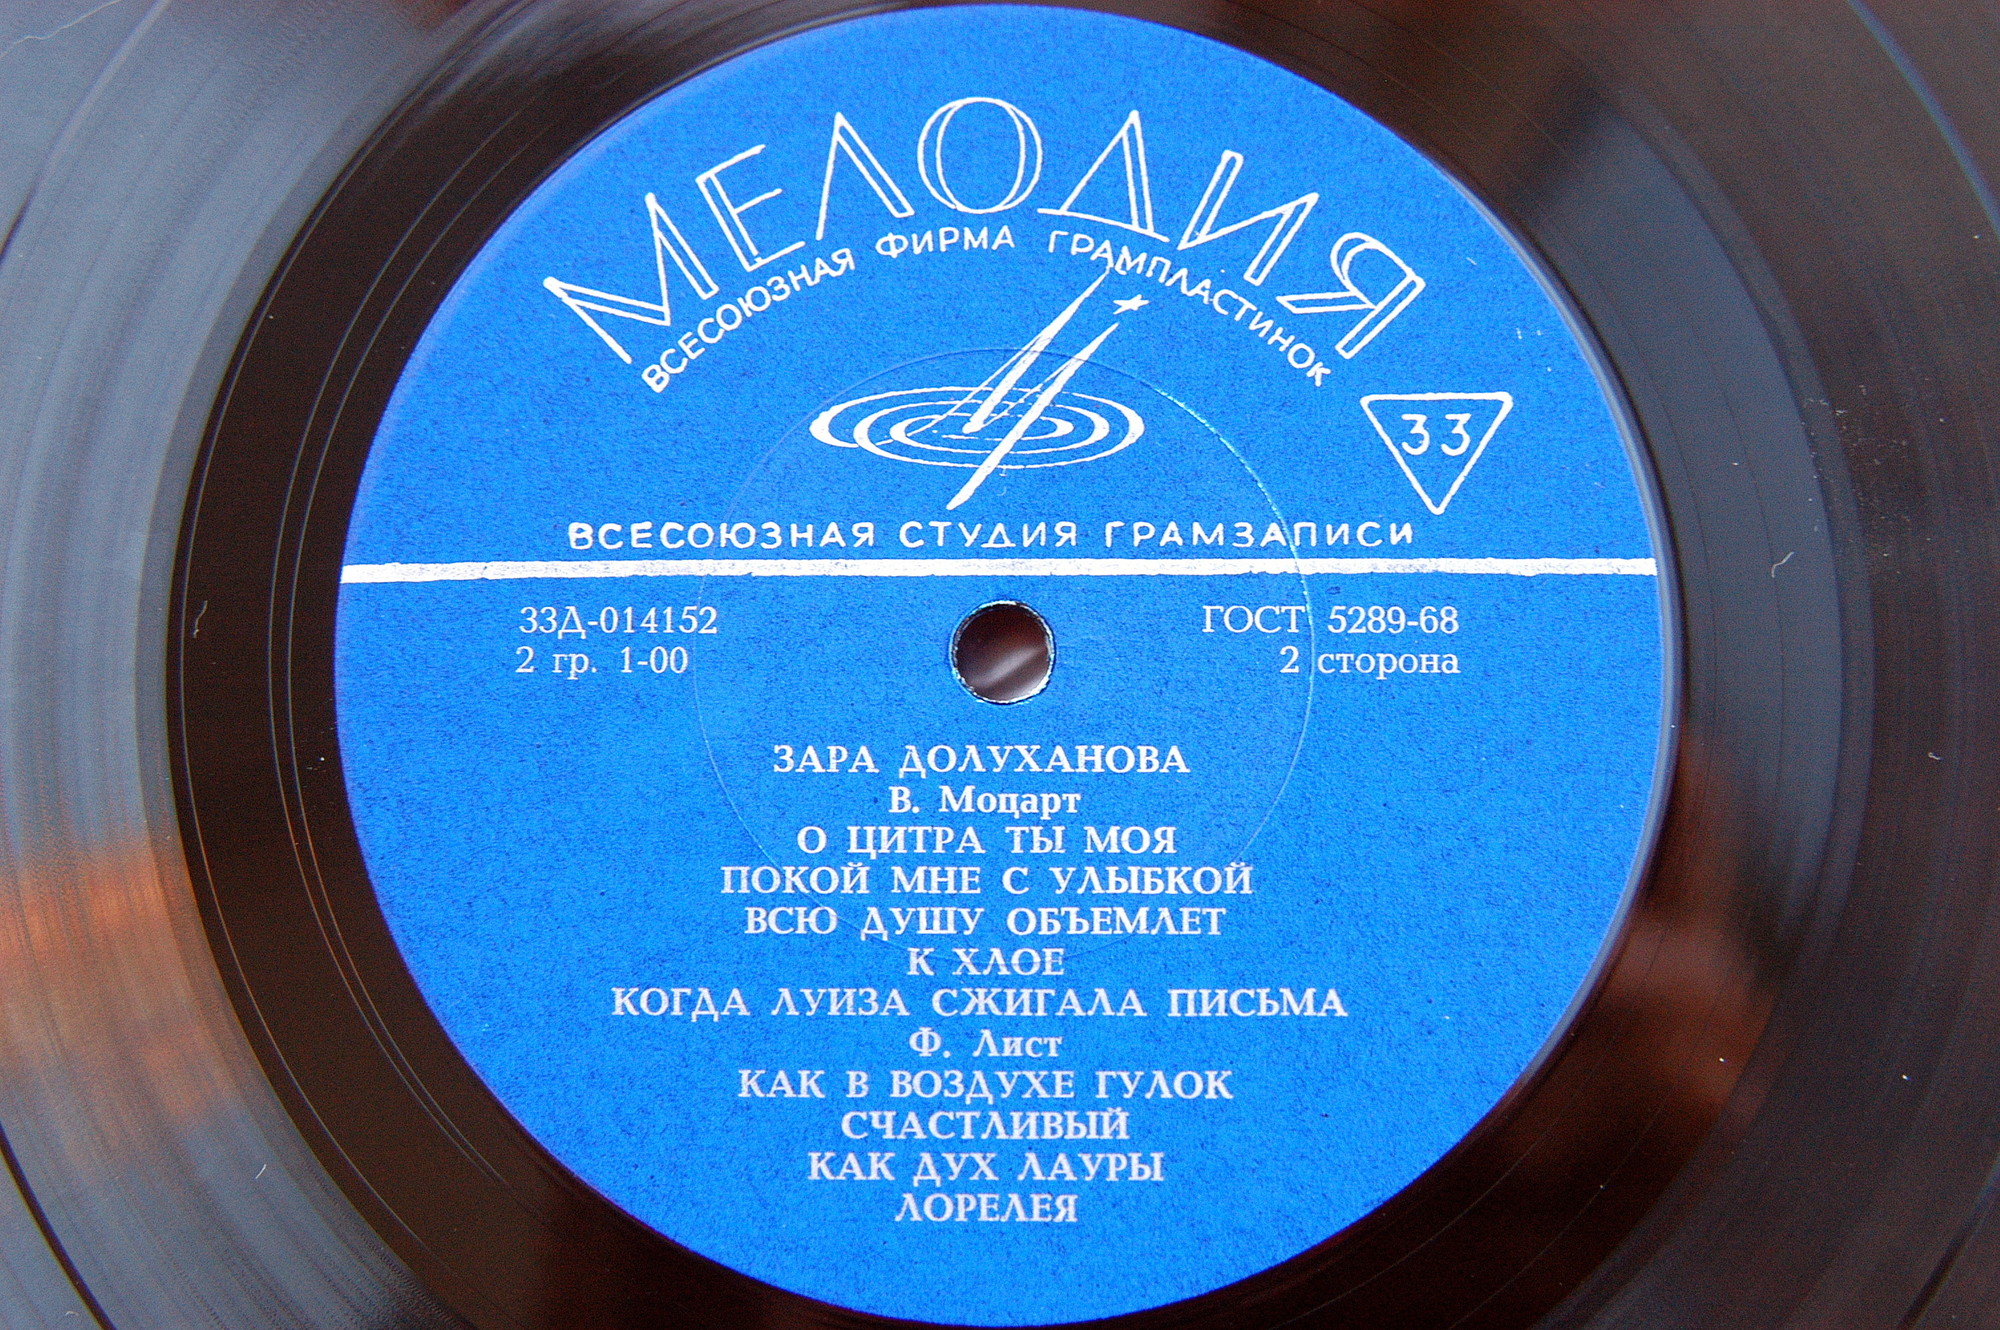 МЕЛОДИЯ
ВСЕСОЮЗНАЯ ФИРМА ГРАМПЛАСТИНОК
33
ВСЕСОЮЗНАЯ СТУДИЯ ГРАМЗАПИСИ
33Д-014152 ГОСТ 5289-68
2 гр. 1-00 2 сторона
ЗАРА ДОЛУХАНОВА
В. Моцарт
О ЦИТРА ТЫ МОЯ
ПОКОЙ МНЕ С УЛЫБКОЙ
ВСЮ ДУШУ ОБЪЕМЛЕТ
К ХЛОЕ
КОГДА ЛУИЗА СЖИГАЛА ПИСЬМА
Ф. Лист
КАК В ВОЗДУХЕ ГУЛОК
СЧАСТЛИВЫЙ
КАК ДУХ ЛАУРЫ
ЛОРЕЛЕЯ